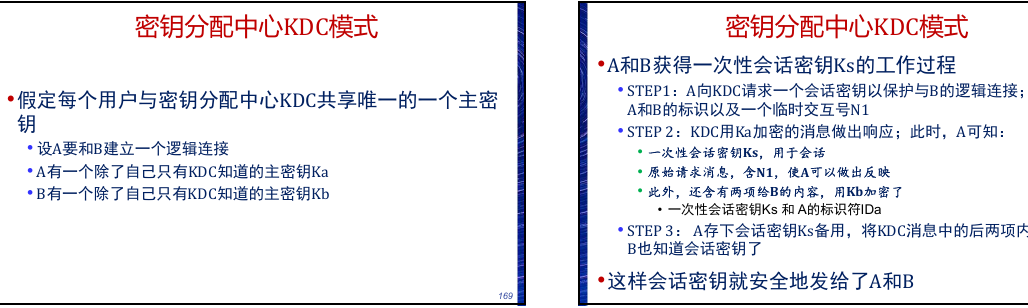 密钥分配中心KDC模式
•假定每个用户与密钥分配中心KDC共享唯一的一个主密
钥
•设A要和B建立一个逻辑连接
•A有一个除了自己只有KDC知道的主密钥Ka
•B有一个除了自己只有KDC知道的主密钥Kb
169
密钥分配中心KDC模式
•A和B获得一次性会话密钥Ks的工作过程
•STEP1：A向KDC请求一个会话密钥以保护与B的逻辑连接；
A和B的标识以及一个临时交互号N1
•STEP 2：KDC用Ka加密的消息做出响应；此时，A可知：
•一次性会话密钥Ks，用于会话
•原始请求消息，含N1，使A可以做出反映
•此外，还含有两项给B的内容，用Kb加密了
•一次性会话密钥Ks 和 A的标识符IDa
•STEP 3： A存下会话密钥Ks备用，将KDC消息中的后两项内
B也知道会话密钥了
•这样会话密钥就安全地发给了A和B